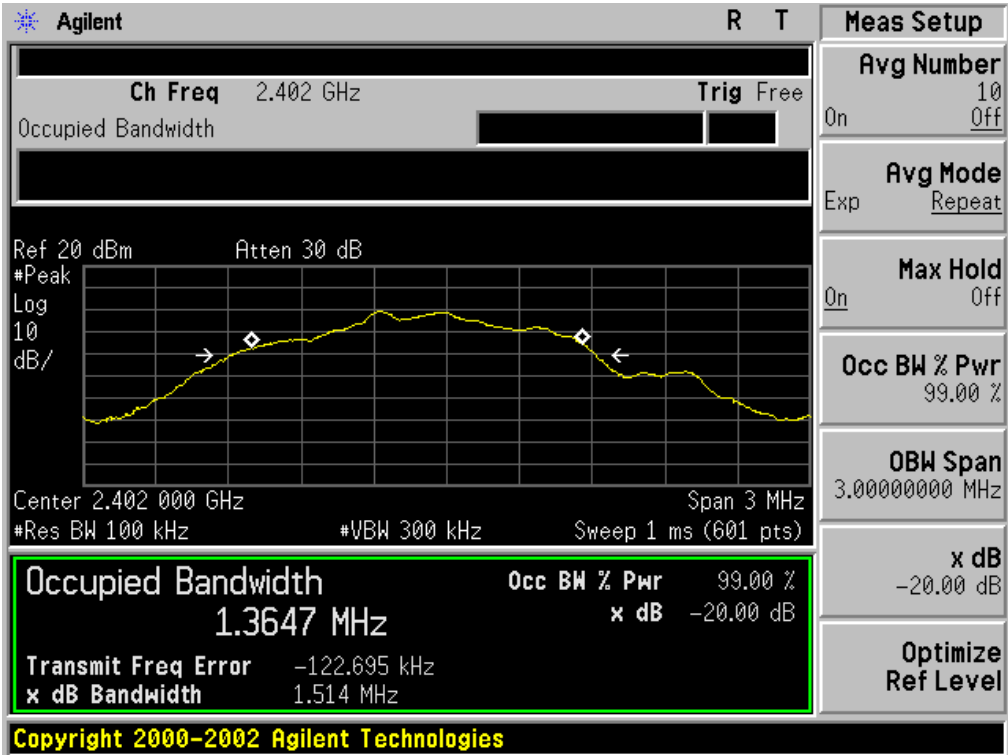 Agilent R T
Ch Freq 2.402 GHz Trig Free
Occupied Bandwidth
Ref 20 dBm Atten 30 dB
#Peak
Log
10
dB/
Center 2.402 000 GHz Span 3 MHz
#Res BW 100 kHz #VBW 300 kHz Sweep 1 ms (601 pts)
Occupied Bandwidth
1.3647 MHz
Occ BW % Pwr 99.00 %
x dB -20.00 dB
Transmit Freq Error -122.695 kHz
x dB Bandwidth 1.514 MHz
Copyright 2000-2002 Agilent Technologies
Meas Setup
Avg Number
10
On Off
Avg Mode
Exp Repeat
Max Hold
On Off
Occ BW % Pwr
99.00 %
OBW Span
3.00000000 MHz
x dB
-20.00 dB
Optimize
Ref Level